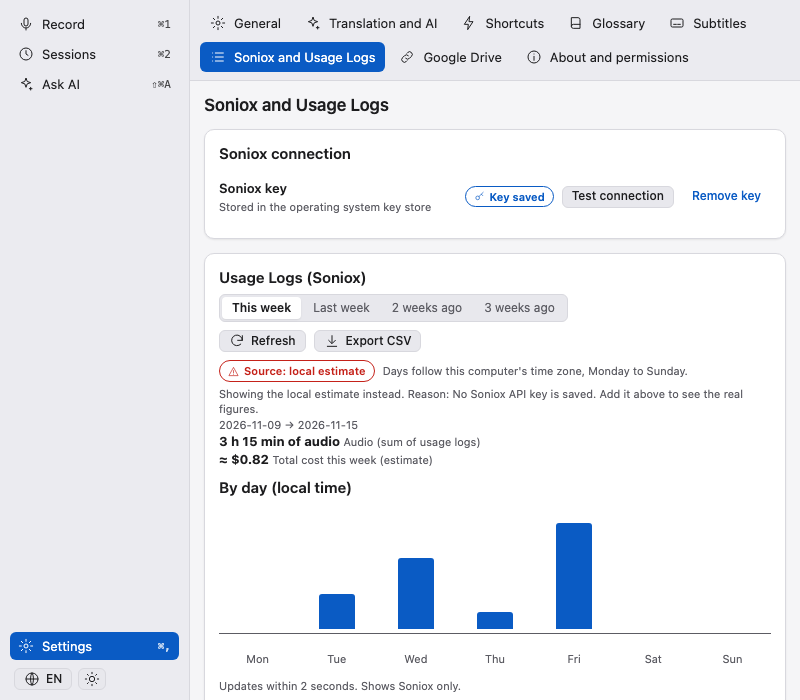 Record ⌘1
Sessions ⌘2
Ask AI ⇧⌘A
General
Translation and AI
Shortcuts
Glossary
Subtitles
Soniox and Usage Logs
Google Drive
About and permissions
Soniox and Usage Logs
Soniox connection
Soniox key
Stored in the operating system key store
Key saved
Test connection
Remove key
Usage Logs (Soniox)
This week
Last week
2 weeks ago
3 weeks ago
Refresh
Export CSV
Source: local estimate
Days follow this computer's time zone, Monday to Sunday.
Showing the local estimate instead. Reason: No Soniox API key is saved. Add it above to see the real
figures.
2026-11-09 → 2026-11-15
3 h 15 min of audio Audio (sum of usage logs)
≈ $0.82 Total cost this week (estimate)
By day (local time)
Mon Tue Wed Thu Fri Sat Sun
Updates within 2 seconds. Shows Soniox only.
Settings ⌘,
EN